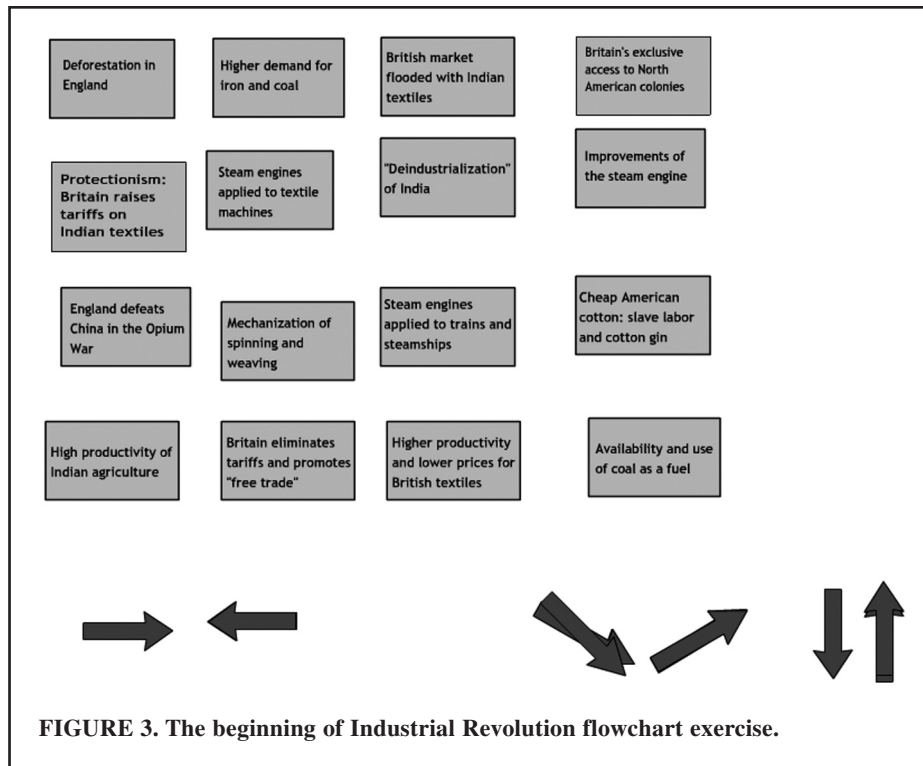 Deforestation in
England
Higher demand for
iron and coal
British market
flooded with Indian
textiles
Britain's exclusive
access to North
American colonies
Protectionism:
Britain raises
tariffs on
Indian textiles
Steam engines
applied to textile
machines
"Deindustrialization"
of India
Improvements of
the steam engine
England defeats
China in the Opium
War
Mechanization of
spinning and
weaving
Steam engines
applied to trains and
steamships
Cheap American
cotton: slave labor
and cotton gin
High productivity of
Indian agriculture
Britain eliminates
tariffs and promotes
"free trade"
Higher productivity
and lower prices for
British textiles
Availability and use
of coal as a fuel
FIGURE 3. The beginning of Industrial Revolution flowchart exercise.